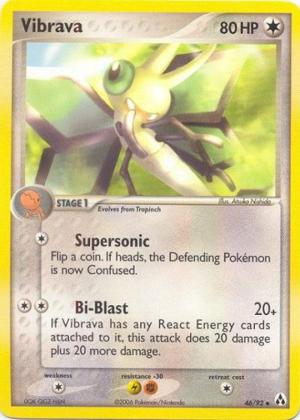 Vibrava 80 HP
Illus. Atsuko Nishida
STAGE 1
Evolves from Trapinch
Supersonic
Flip a coin. If heads, the Defending Pokémon
is now Confused.
Bi-Blast 20+
If Vibrava has any React Energy cards
attached to it, this attack does 20 damage
plus 20 more damage.
weakness resistance -30 retreat cost
©2006 Pokémon/Nintendo 46/92